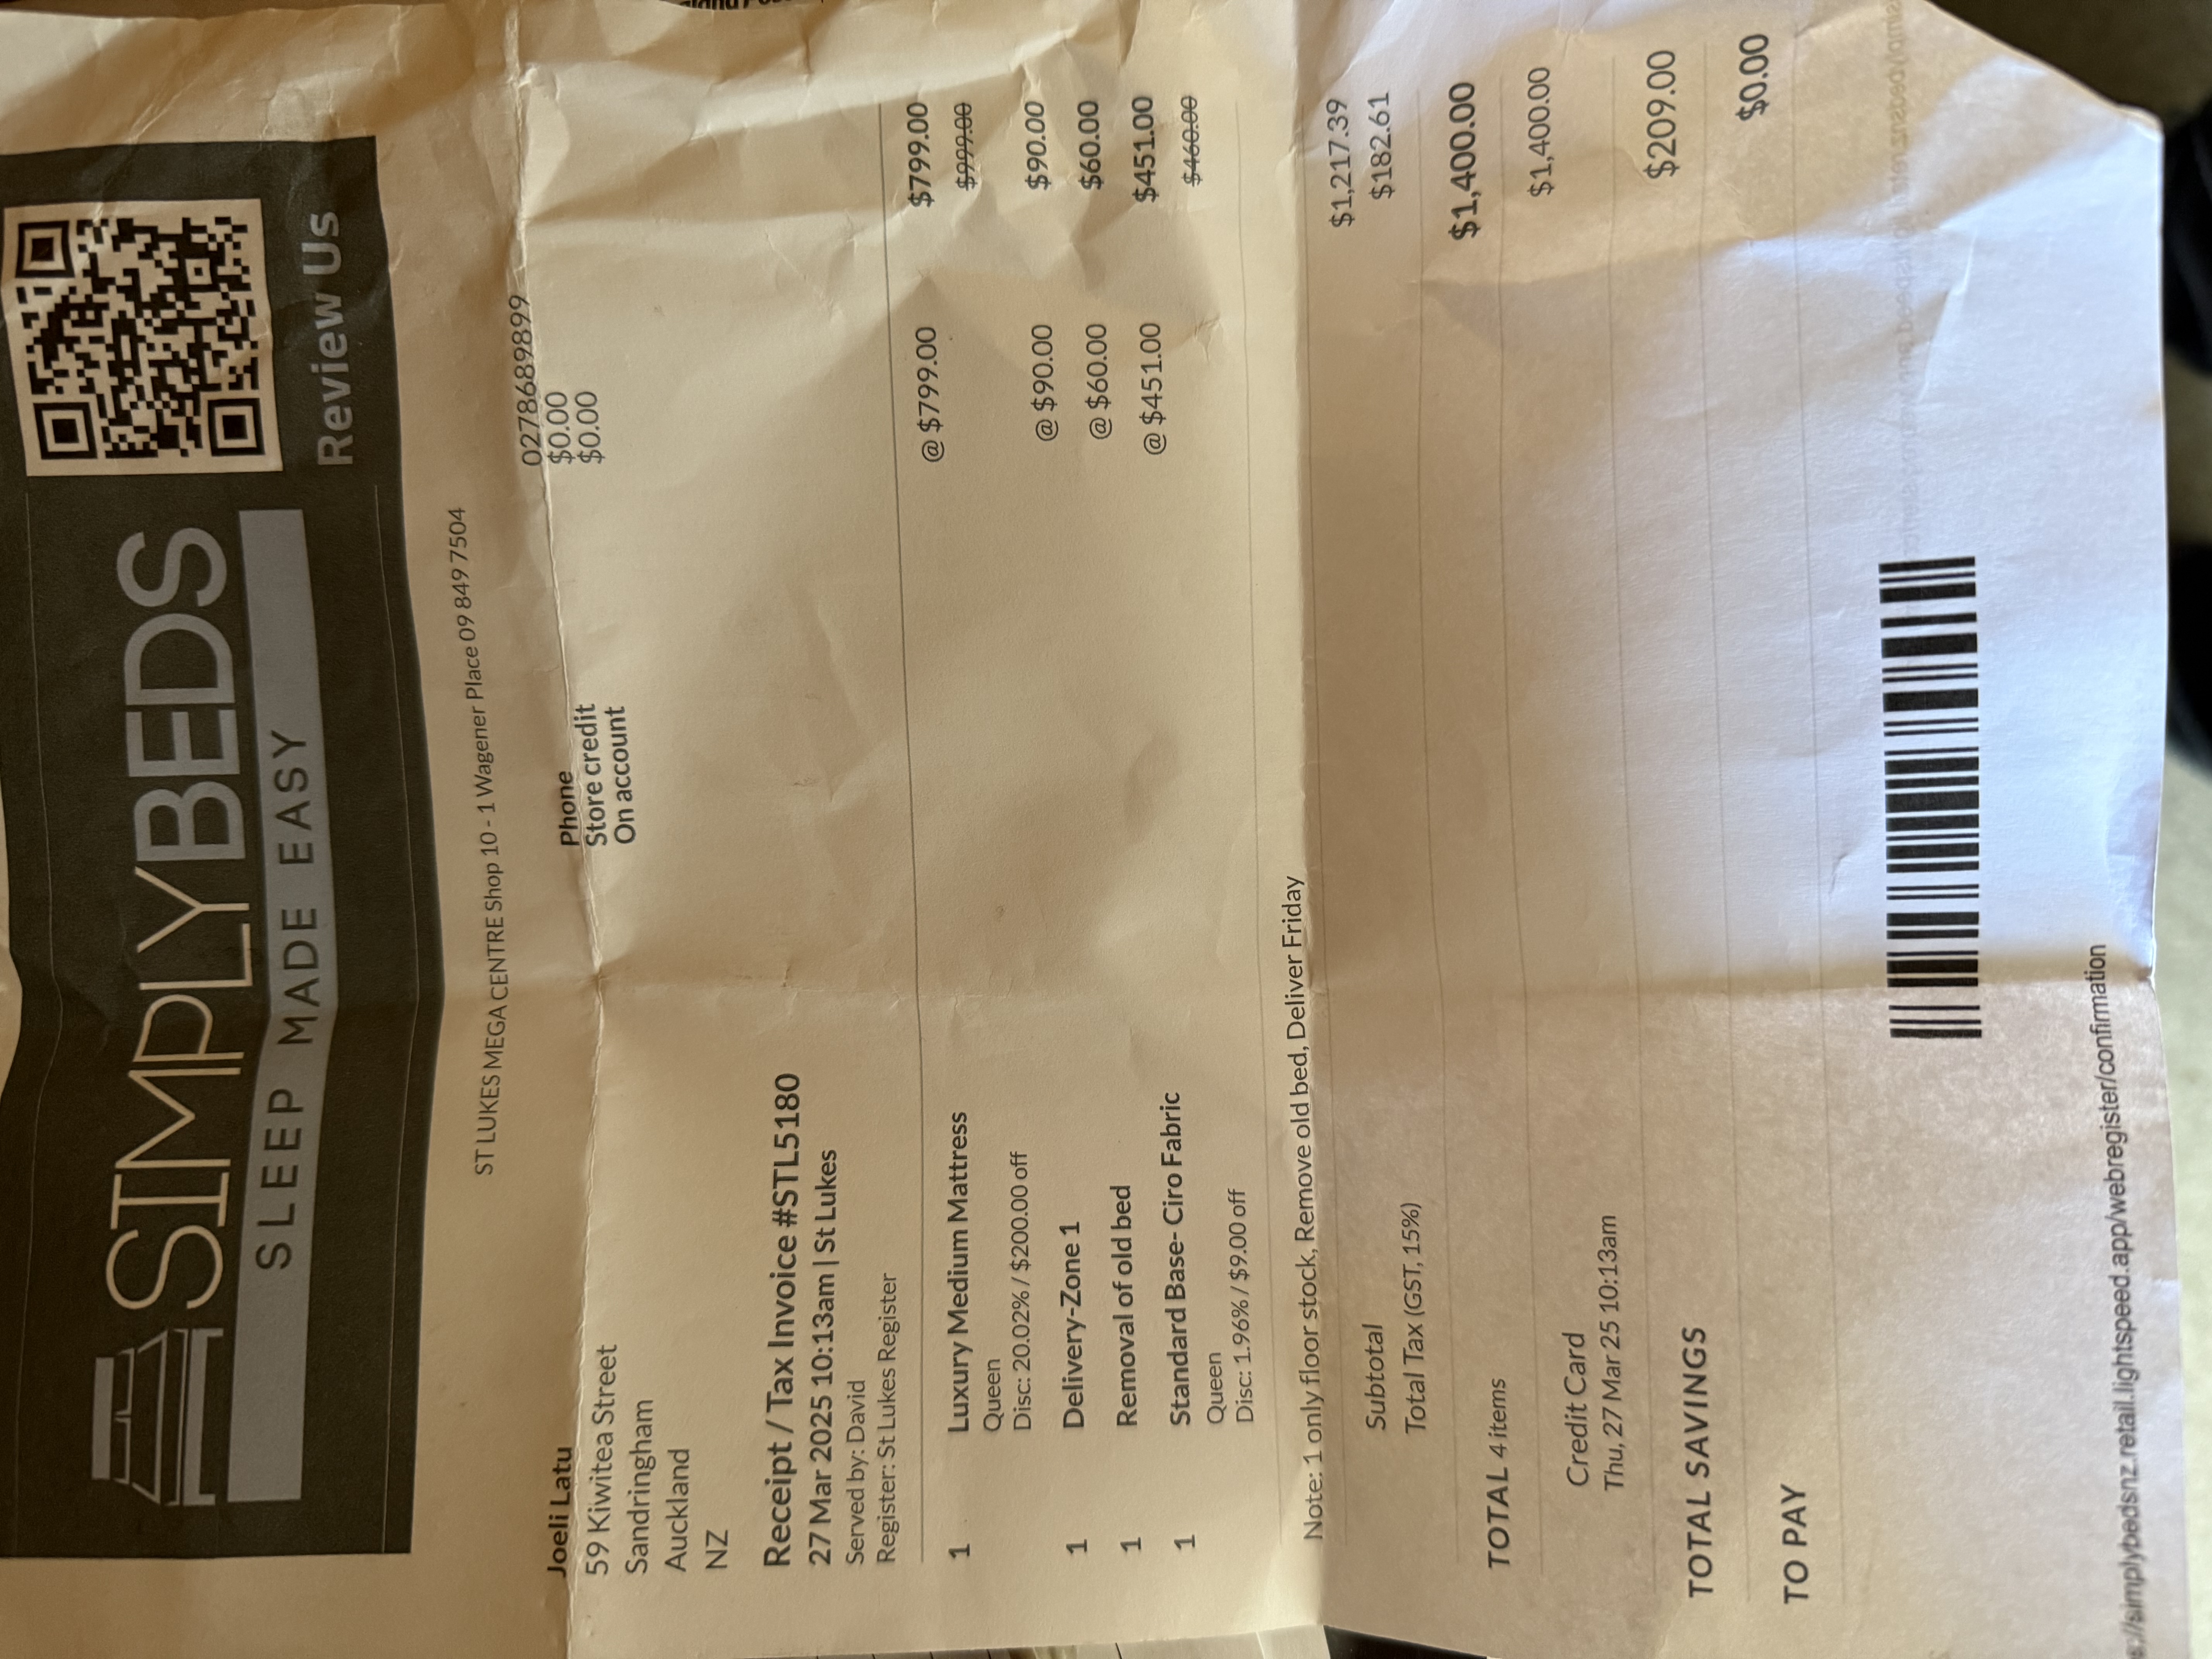 SIMPLYBEDS
SLEEP MADE EASY
Review Us
ST LUKES MEGA CENTRE Shop 10 - 1 Wagener Place 09 849 7504
Joeli Latu
59 Kiwitea Street
Sandringham
Auckland
NZ
Phone 0278689899
Store credit $0.00
On account $0.00
Receipt / Tax Invoice #STL5180
27 Mar 2025 10:13am | St Lukes
Served by: David
Register: St Lukes Register
1 Luxury Medium Mattress @ $799.00 $799.00
Queen $999.00
Disc: 20.02% / $200.00 off
1 Delivery-Zone 1 @ $90.00 $90.00
1 Removal of old bed @ $60.00 $60.00
1 Standard Base- Ciro Fabric @ $451.00 $451.00
Queen $460.00
Disc: 1.96% / $9.00 off
Note: 1 only floor stock, Remove old bed, Deliver Friday
Subtotal $1,217.39
Total Tax (GST, 15%) $182.61
TOTAL 4 items $1,400.00
Credit Card $1,400.00
Thu, 27 Mar 25 10:13am
TOTAL SAVINGS $209.00
TO PAY $0.00
s://simplybedsnz.retail.lightspeed.app/webregister/confirmation